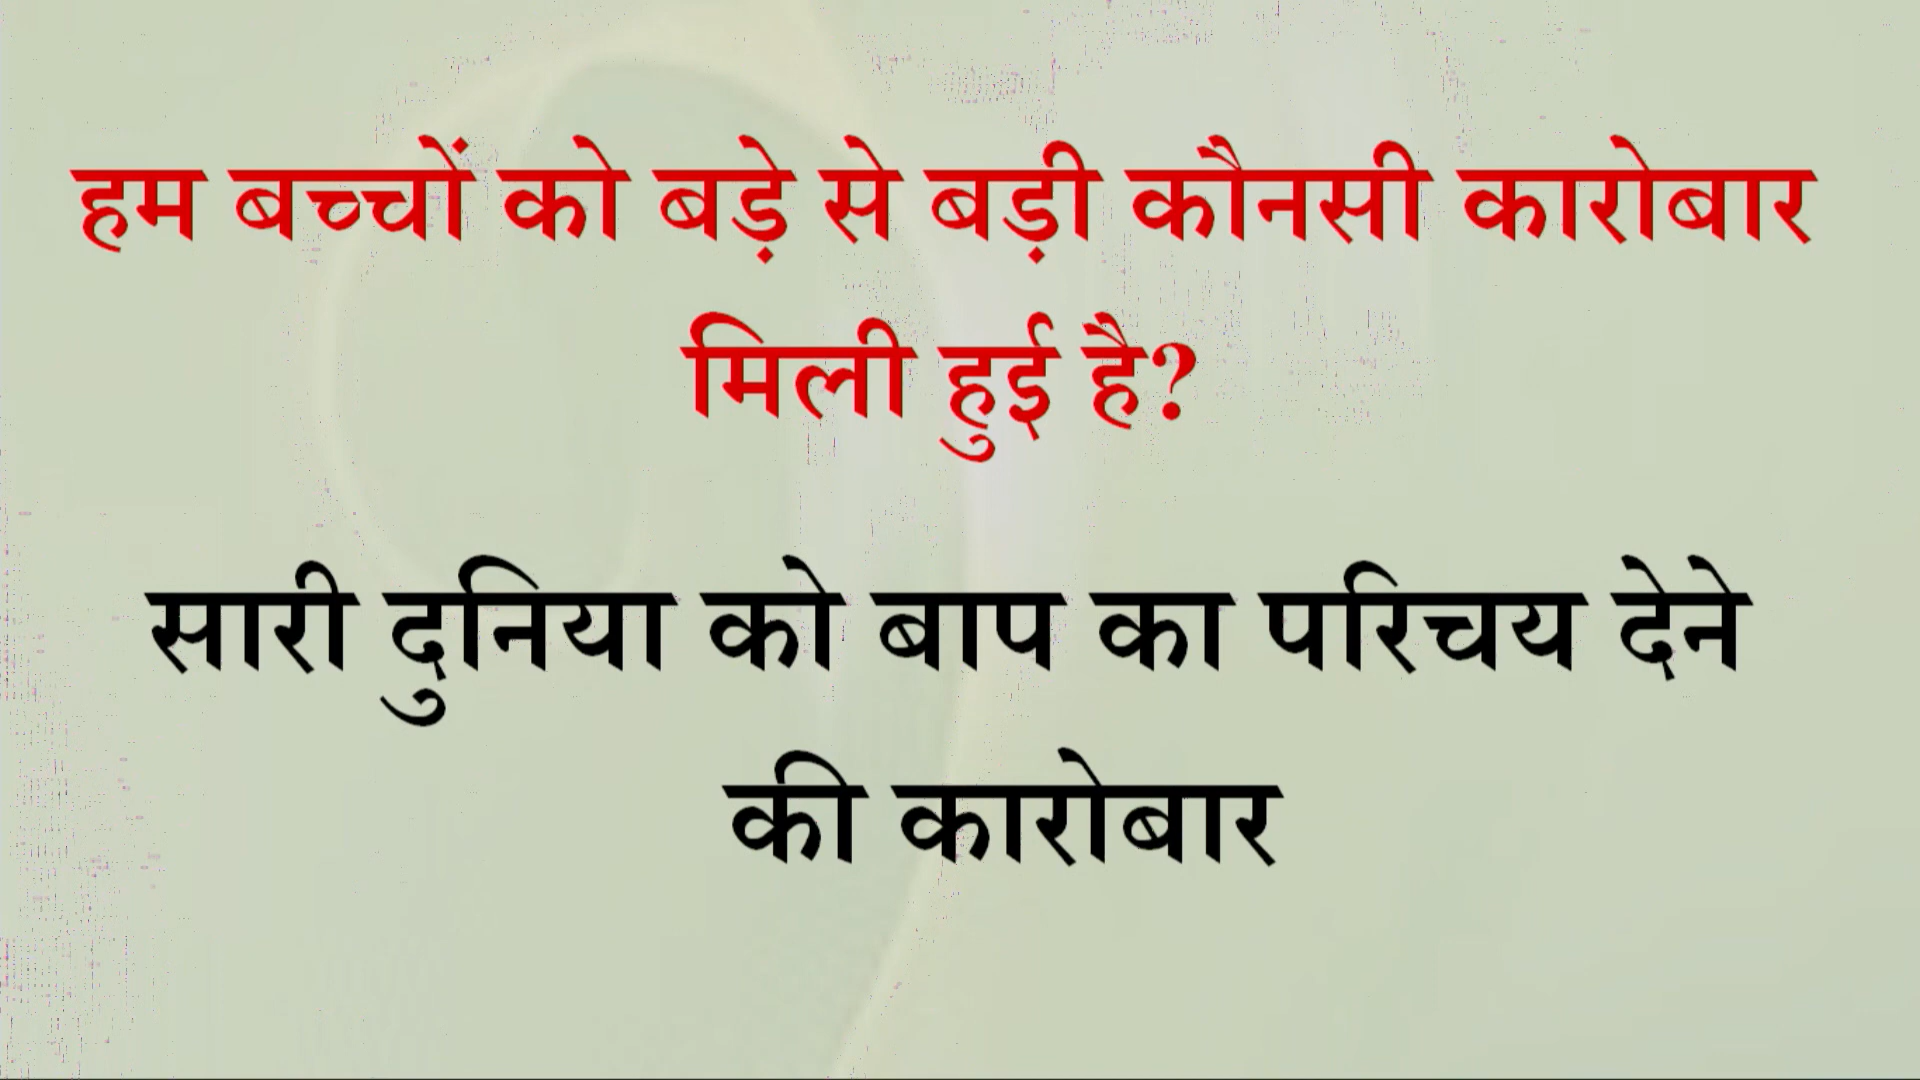 हम बच्चों को बड़े से बड़ी कौनसी कारोबार
मिली हुई है?
सारी दुनिया को बाप का परिचय देने
की कारोबार